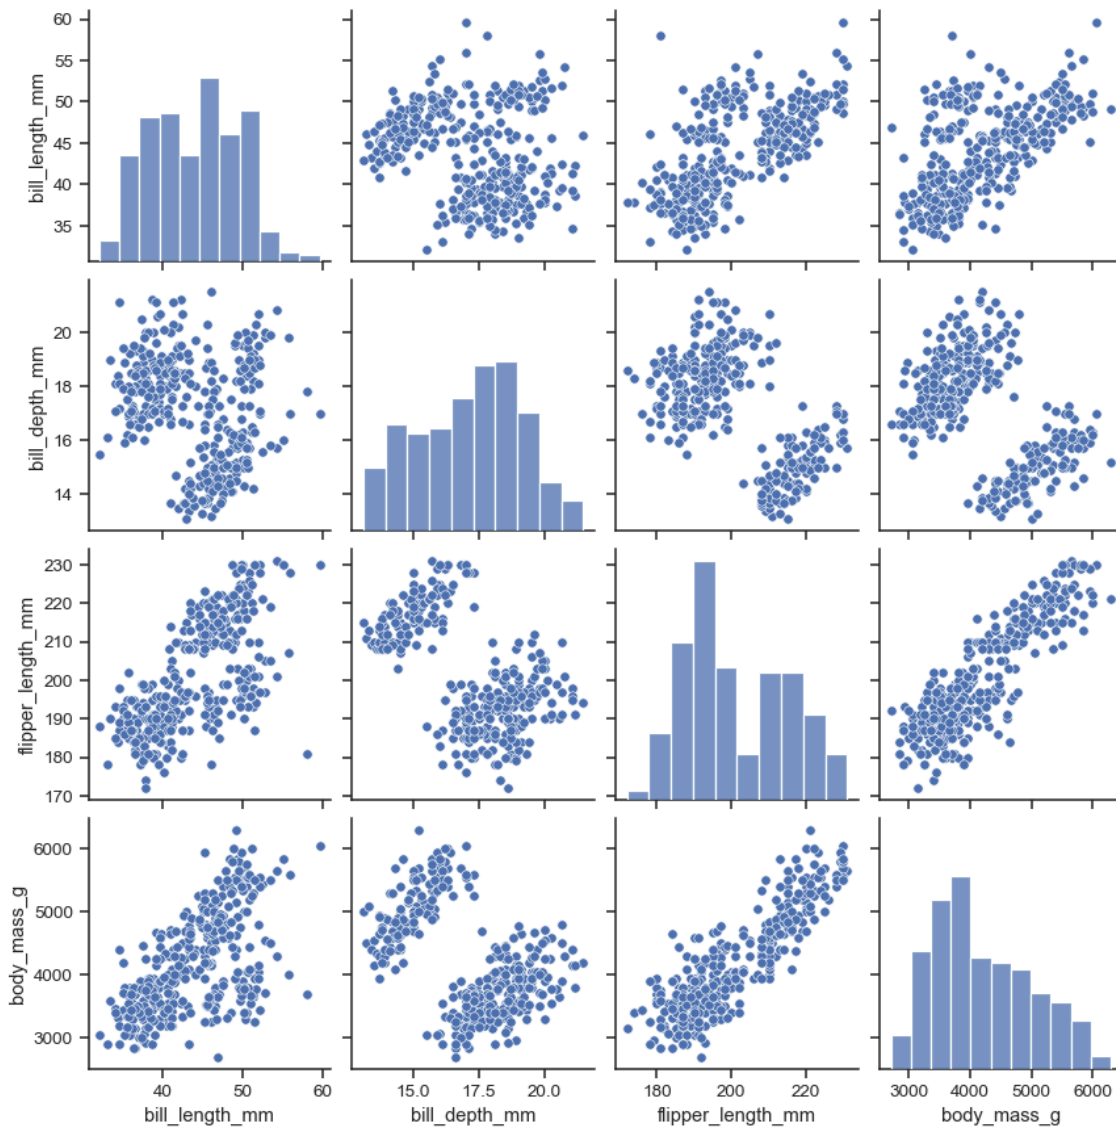 60
55
50
45
40
35
bill_length_mm
20
18
16
14
bill_depth_mm
230
220
210
200
190
180
170
flipper_length_mm
6000
5000
4000
3000
body_mass_g
40 50 60
15.0 17.5 20.0
180 200 220
3000 4000 5000 6000
bill_length_mm
bill_depth_mm
flipper_length_mm
body_mass_g